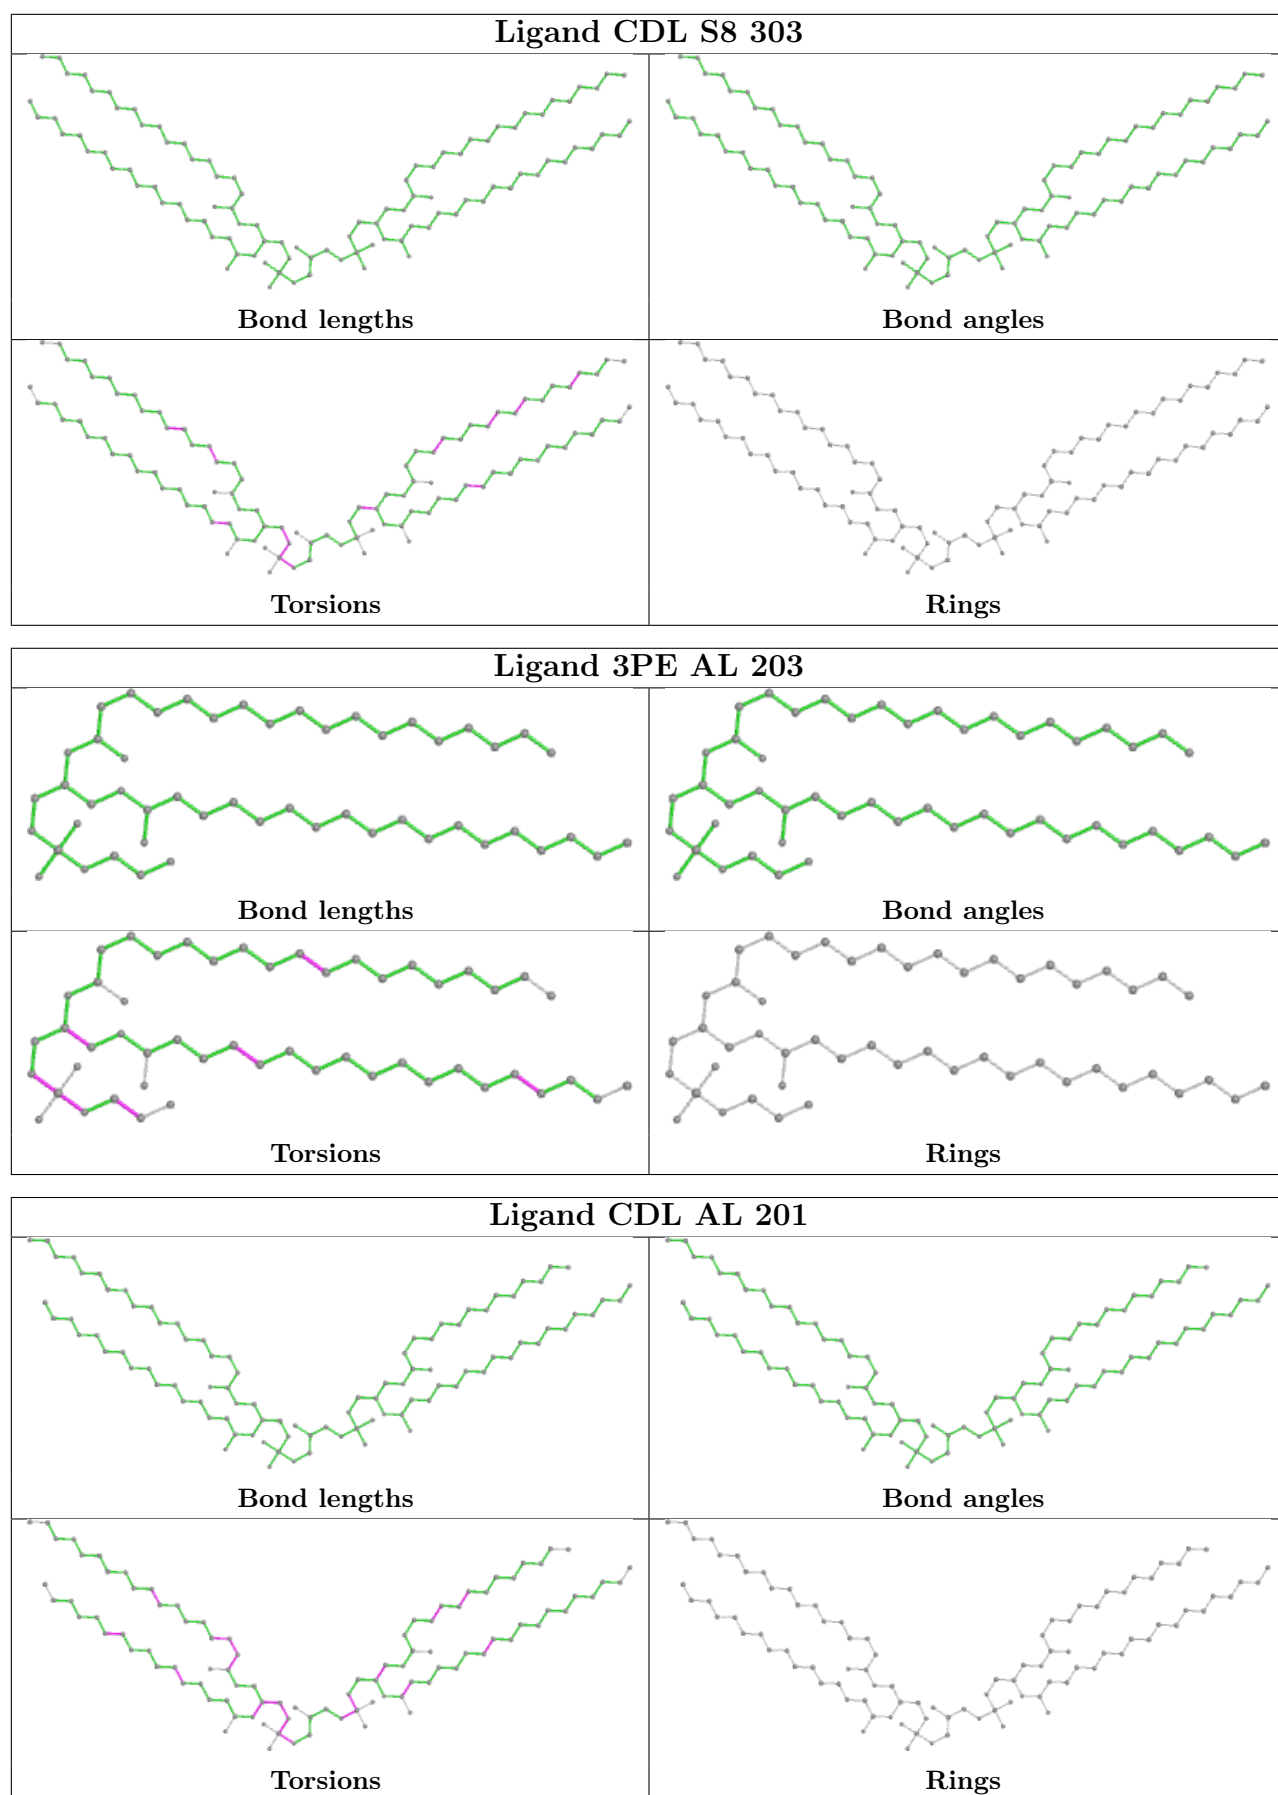 Ligand CDL S8 303
Bond lengths
Bond angles
Torsions
Rings
Ligand 3PE AL 203
Bond lengths
Bond angles
Torsions
Rings
Ligand CDL AL 201
Bond lengths
Bond angles
Torsions
Rings